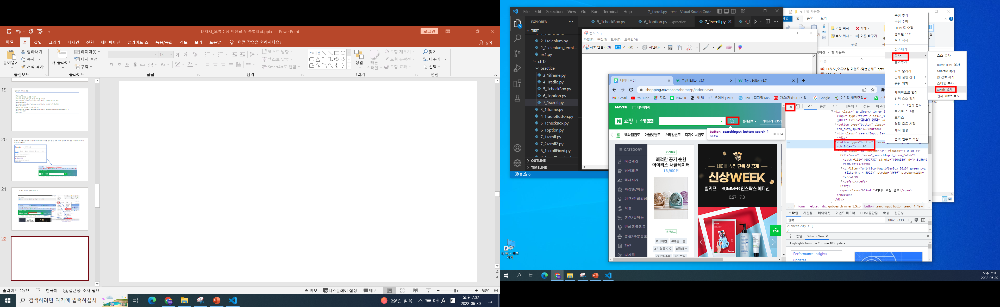 12차시_오류수정 미완료-맞춤법체크.pptx - PowerPoint
로그인
파일 홈 삽입 그리기 디자인 전환 애니메이션 슬라이드 쇼 녹음/녹화 검토 보기 도움말 어떤 작업을 원하시나요? 공유
붙여넣기 잘라내기 복사 서식 복사 클립보드
새 슬라이드 레이아웃 다시 설정 구역 슬라이드
18
글꼴
텍스트 방향
텍스트 맞춤
SmartArt로 변환
단락
정렬 빠른 스타일 도형 채우기 도형 윤곽선 도형 효과 그리기
찾기 바꾸기 선택 편집
19
20
21
22
슬라이드 22/35 한국어 접근성: 조사 필요 메모 디스플레이 설정 메모 86%
검색하려면 여기에 입력하십시 29°C 맑음 A 한 오후 7:02
2022-06-30
File Edit Selection View Go Run Terminal Help 7_1scroll.py - test - Visual Studio Code
EXPLORER 5_1checkBox.py 6_1option.py ...\practice 7_1scroll.py 4_1
TEST
2_1selenium.py
2_2selenium_termi...
ex1.py
ch12
practice
3_1iframe.py
4_1radio.py
5_1checkBox.py
6_1option.py
7_1scroll.py
3_1iframe.py
4_1radioButton.py
5_1checkBox.py
6_1option.py
7_1scroll.py
7_2scroll2.py
8_1scrollFixed.py
OUTLINE
TIMELINE
0 0
캡처 도구
파일(F) 편집(E) 도구(T) 도움말(H)
새로 만들기(N) 모드(M) 지연(D)
웹 자동화
홈 공유 보기
이동 위치 삭제
복사 위치 이름 바꾸기
구성
파이썬 › 웹 자동화
이름
11차시_오류수정 미완료-맞춤법체크.pptx
속성 추가
속성 수정
HTML로 수정
중복된 요소
요소 삭제
잘라내기
복사
붙여넣기
요소 숨기기
강제 실행 상태
중단 위치
재귀적으로 확장
하위 요소 접기
노드 스크린샷 캡처
보기로 스크롤
포커스
격리 모드 시작
배지 설정...
전역 변수로 저장
요소 복사
outerHTML 복사
selector 복사
JS 경로 복사
스타일 복사
XPath 복사
전체 XPath 복사
네이버쇼핑 Tryit Editor v3.7 Tryit Editor v3.7
shopping.naver.com/home/p/index.naver
Gmail YouTube 지도 NAVER 새 탭 온에어 | iMBC LIVE | 디지털 KBS 개요(자바 SE 15 및... Google 이기적 영진닷컴
NAVER 네이버페이
N 쇼핑 쇼핑LIVE 상세검색 카테고리 더보기
button._searchInput_button_search_1
n1aw 50 × 34
홈 백화점윈도 아울렛윈도 스타일윈도 디자이너윈도
CATEGORY
여성패션
남성패션
액세서리
화장품/미용
가구/인테리어
식품
출산/유아동
반려동물용품
생활/주방용품
가전
디지털
인기상품
쾌적한 공기 순환
아이리스 서큘레이터
18,900원
추천태그
#에어컨 #여름이불
#초당옥수수 #쿨매트
네이버쇼핑 단독 첫 공개
신상WEEK
빌리프 | SUMMER 인스탁스 에디션
6.27 - 7.3
belif
instax
TOP
요소 콘솔 소스 네트워크 성능 메모리
<div class="_gnbSearch_inner_2
<input type="text" class="_s
QXUFf" title="검색어 입력" va
<button type="button" class=
rch_auto_3pWbK">…</button>
<div class="_searchInput_lay
</div>
<button type="button" class=
rch_1n1aw"> == $0
<svg width="50" height="34" viewBox="0 0 50 34"
fill="none" class="_searchInput_icon_DaIWa">
<path fill="#00C73C" stroke="#00A030" d="M.5.5h49
v33H.5z"></path>
<g filter="url(#iconMagnifierBox_50x34_green_svg_
_filter0_d_4_5922)" stroke="#fff" stroke-width=
"2">…</g>
<defs>…</defs>
</svg>
<span class="blind ">네이버쇼핑 검색</span>
</button>
</div>
... i form fieldset div._gnbSearch_inner_2Zksb button._searchInput_button_search_1n1aw
스타일 계산됨 레이아웃 이벤트 리스너 DOM 중단점 속성 접근성
필터 :hov .cls
element.style {
}
콘솔 What's New
Highlights from the Chrome 103 update
Performance Insights
updates
내 PC - 바로
가기
오후 7:01
2022-06-30